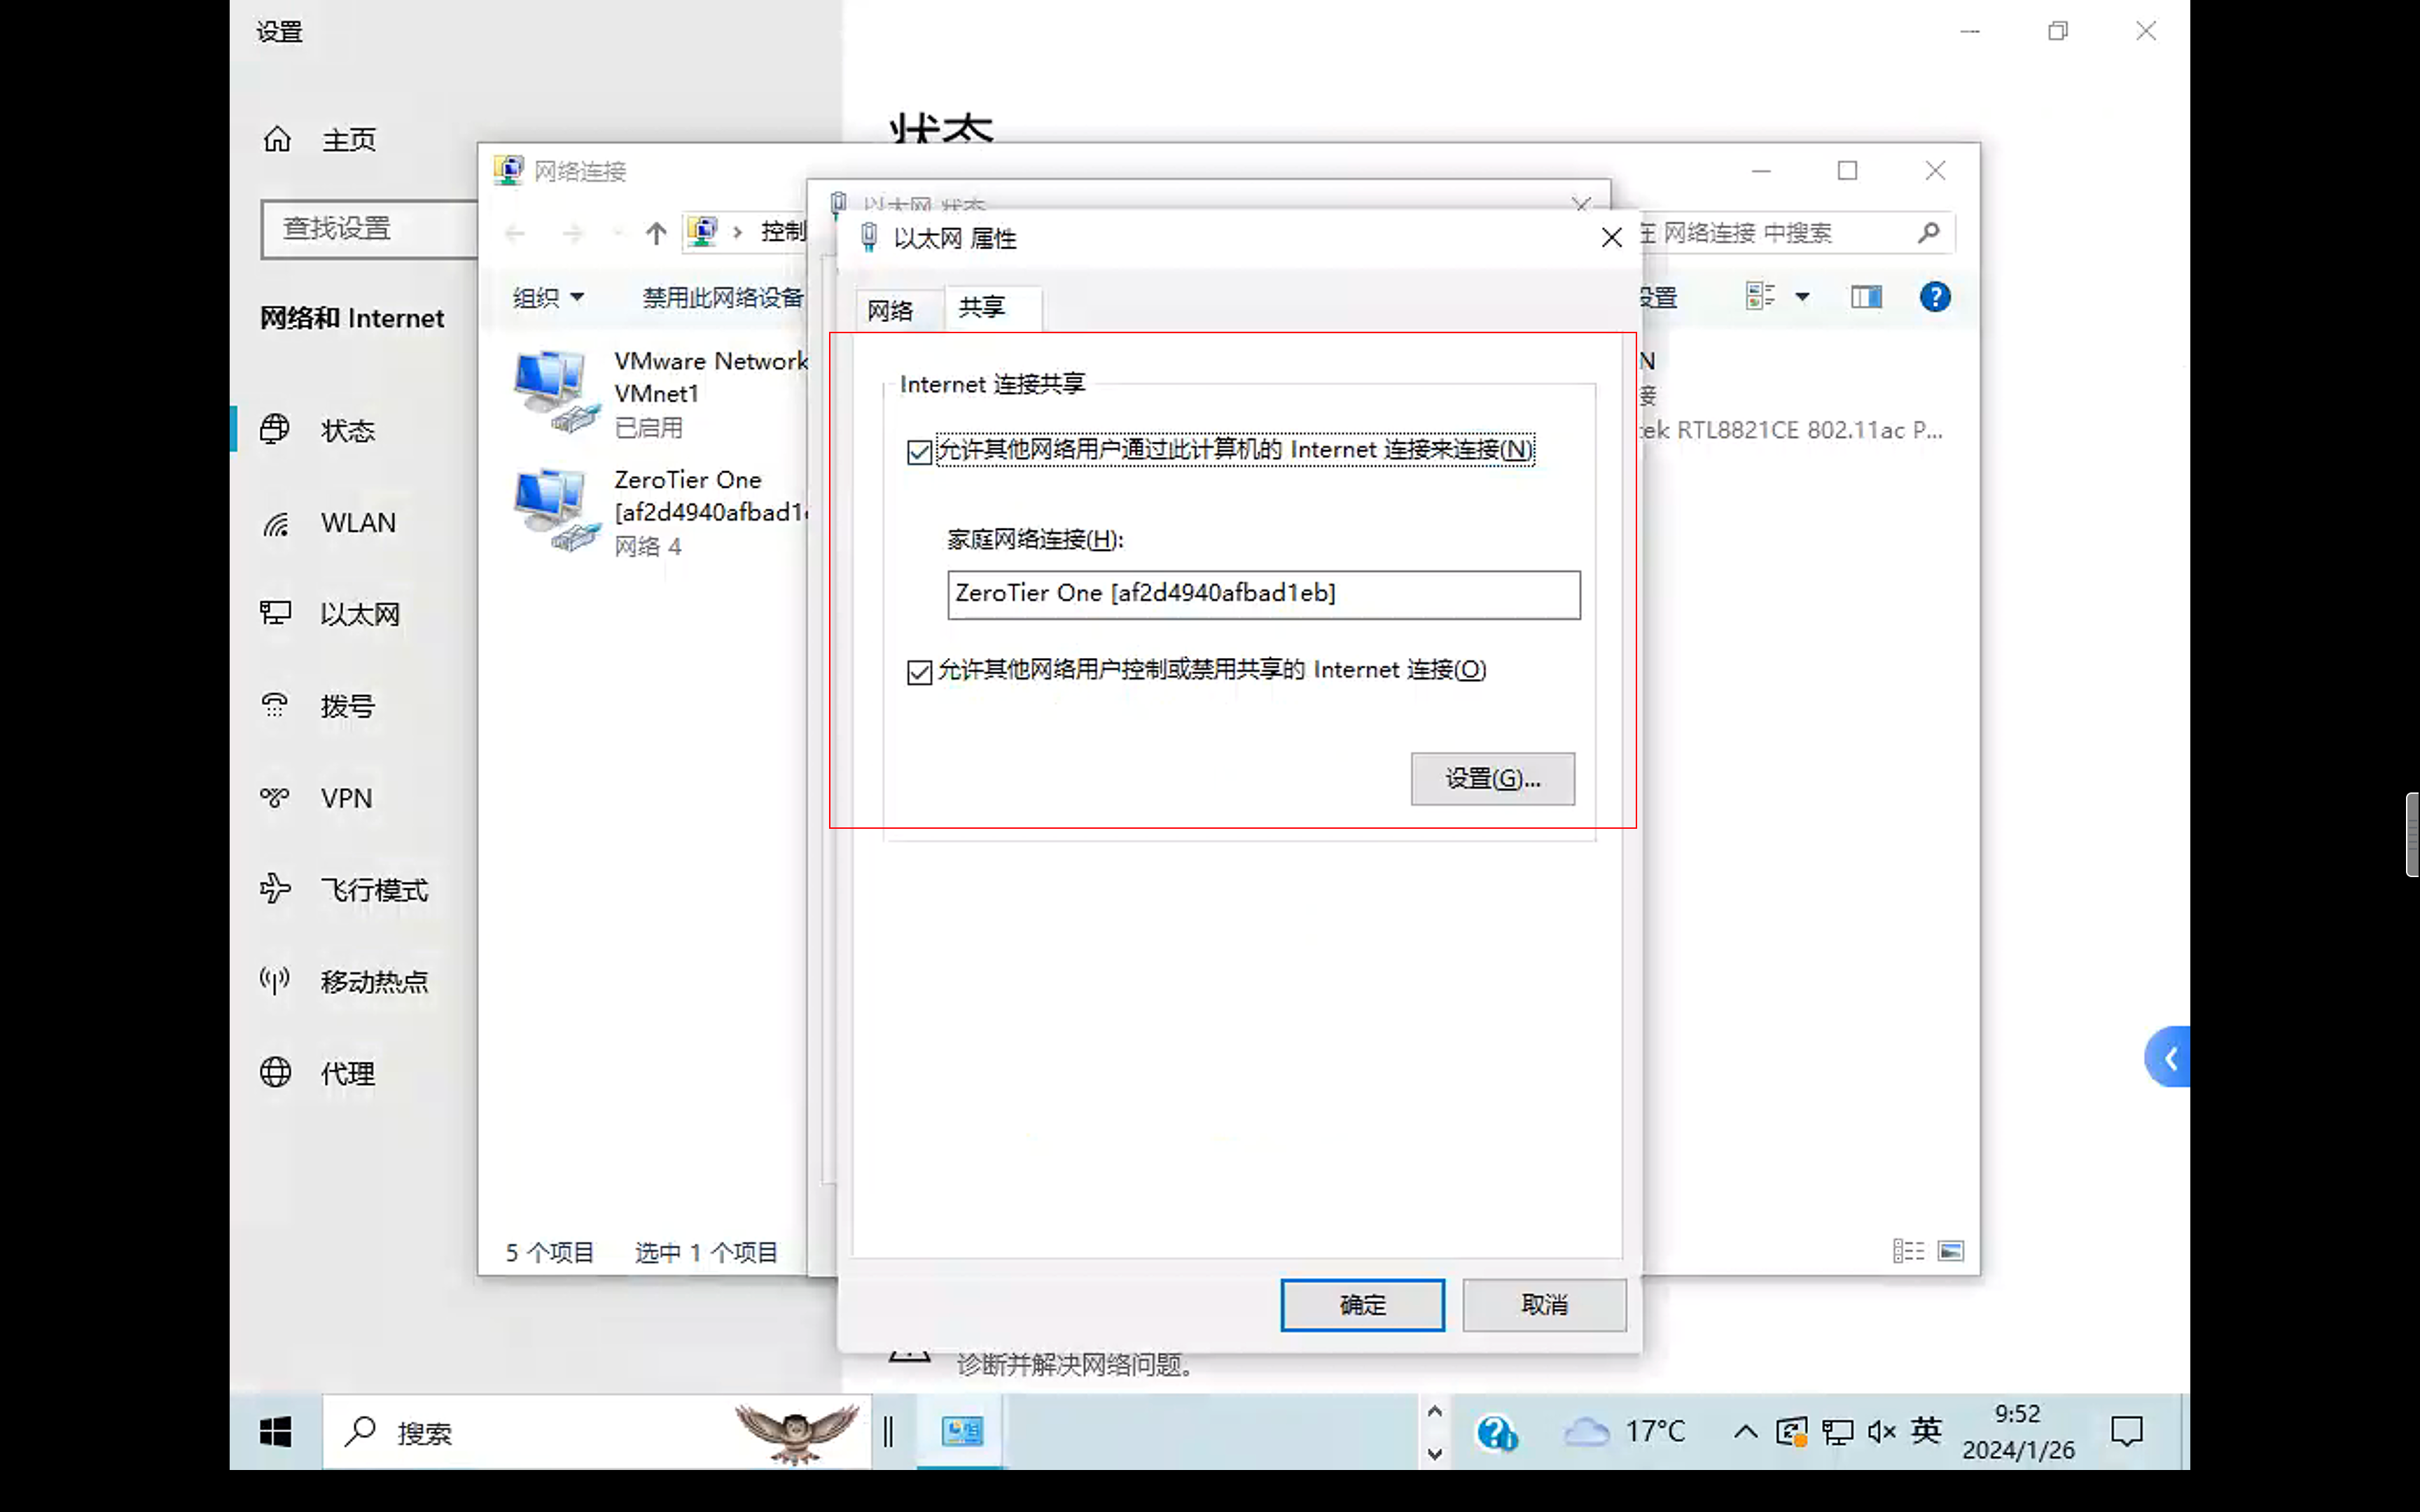 设置
主页
查找设置
网络和 Internet
状态
WLAN
以太网
拨号
VPN
飞行模式
移动热点
代理
状态
网络连接
控制
网络连接 中搜索
组织
禁用此网络设备
设置
VMware Network
VMnet1
已启用
ZeroTier One
[af2d4940afbad1
网络 4
N
接
ek RTL8821CE 802.11ac P...
5 个项目
选中 1 个项目
以太网 状态
以太网 属性
网络
共享
Internet 连接共享
允许其他网络用户通过此计算机的 Internet 连接来连接(N)
家庭网络连接(H):
ZeroTier One [af2d4940afbad1eb]
允许其他网络用户控制或禁用共享的 Internet 连接(O)
设置(G)...
确定
取消
诊断并解决网络问题。
搜索
17°C
英
9:52
2024/1/26